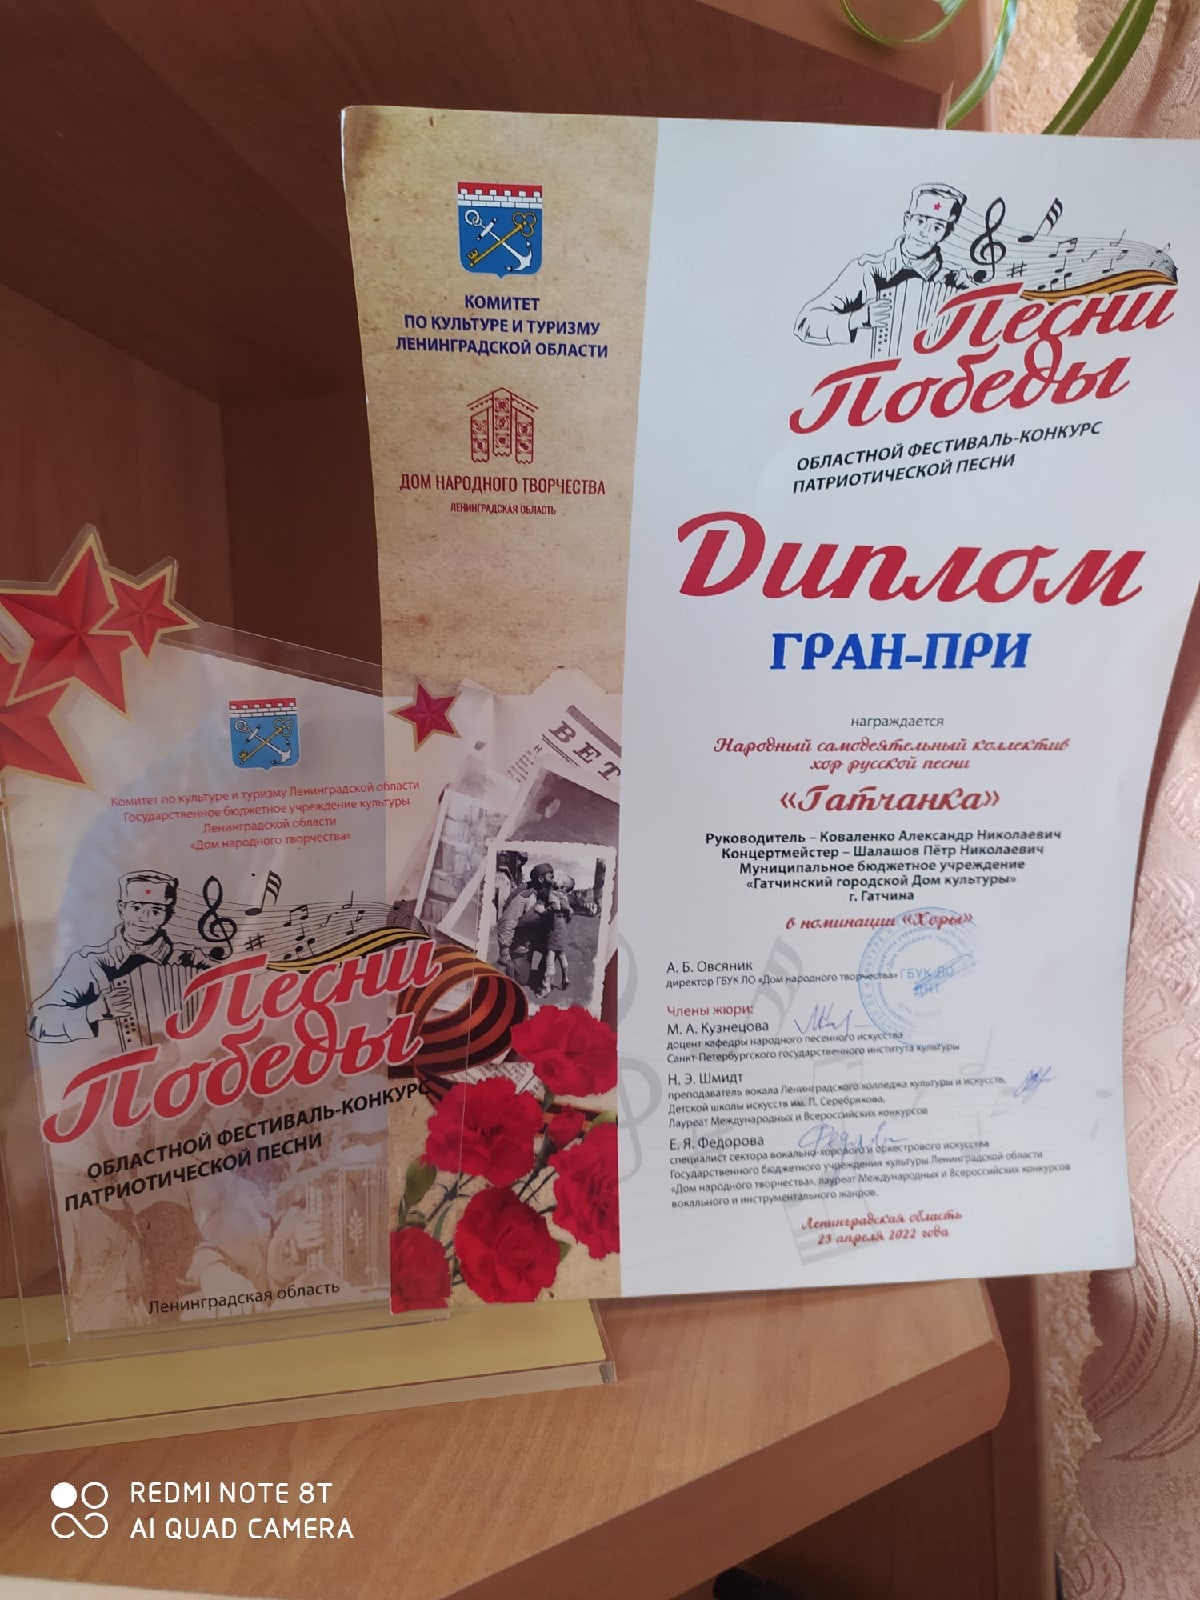 КОМИТЕТ
ПО КУЛЬТУРЕ И ТУРИЗМУ
ЛЕНИНГРАДСКОЙ ОБЛАСТИ
ДОМ НАРОДНОГО ТВОРЧЕСТВА
ЛЕНИНГРАДСКАЯ ОБЛАСТЬ
ВЕТ
Песни
Победы
ОБЛАСТНОЙ ФЕСТИВАЛЬ-КОНКУРС
ПАТРИОТИЧЕСКОЙ ПЕСНИ
Диплом
ГРАН-ПРИ
награждается
Народный самодеятельный коллектив
хор русской песни
«Гатчанка»
Руководитель – Коваленко Александр Николаевич
Концертмейстер – Шалашов Пётр Николаевич
Муниципальное бюджетное учреждение
«Гатчинский городской Дом культуры»
г. Гатчина
в номинации «Хоры»
А. Б. Овсяник
директор ГБУК ЛО «Дом народного творчества»
ГБУК ЛО
ДНТ
Члены жюри:
М. А. Кузнецова
доцент кафедры народного песенного искусства
Санкт-Петербургского государственного института культуры
Н. Э. Шмидт
преподаватель вокала Ленинградского колледжа культуры и искусств,
Детской школы искусств им. П. Серебрякова,
Лауреат Международных и Всероссийских конкурсов
Е. Я. Федорова
специалист сектора вокально-хорового и оркестрового искусства
Государственного бюджетного учреждения культуры Ленинградской области
«Дом народного творчества», лауреат Международных и Всероссийских конкурсов
вокального и инструментального жанров.
Ленинградская область
23 апреля 2022 года
Комитет по культуре и туризму Ленинградской области
Государственное бюджетное учреждение культуры
Ленинградской области
«Дом народного творчества»
Песни
Победы
ОБЛАСТНОЙ ФЕСТИВАЛЬ-КОНКУРС
ПАТРИОТИЧЕСКОЙ ПЕСНИ
Ленинградская область
REDMI NOTE 8T
AI QUAD CAMERA